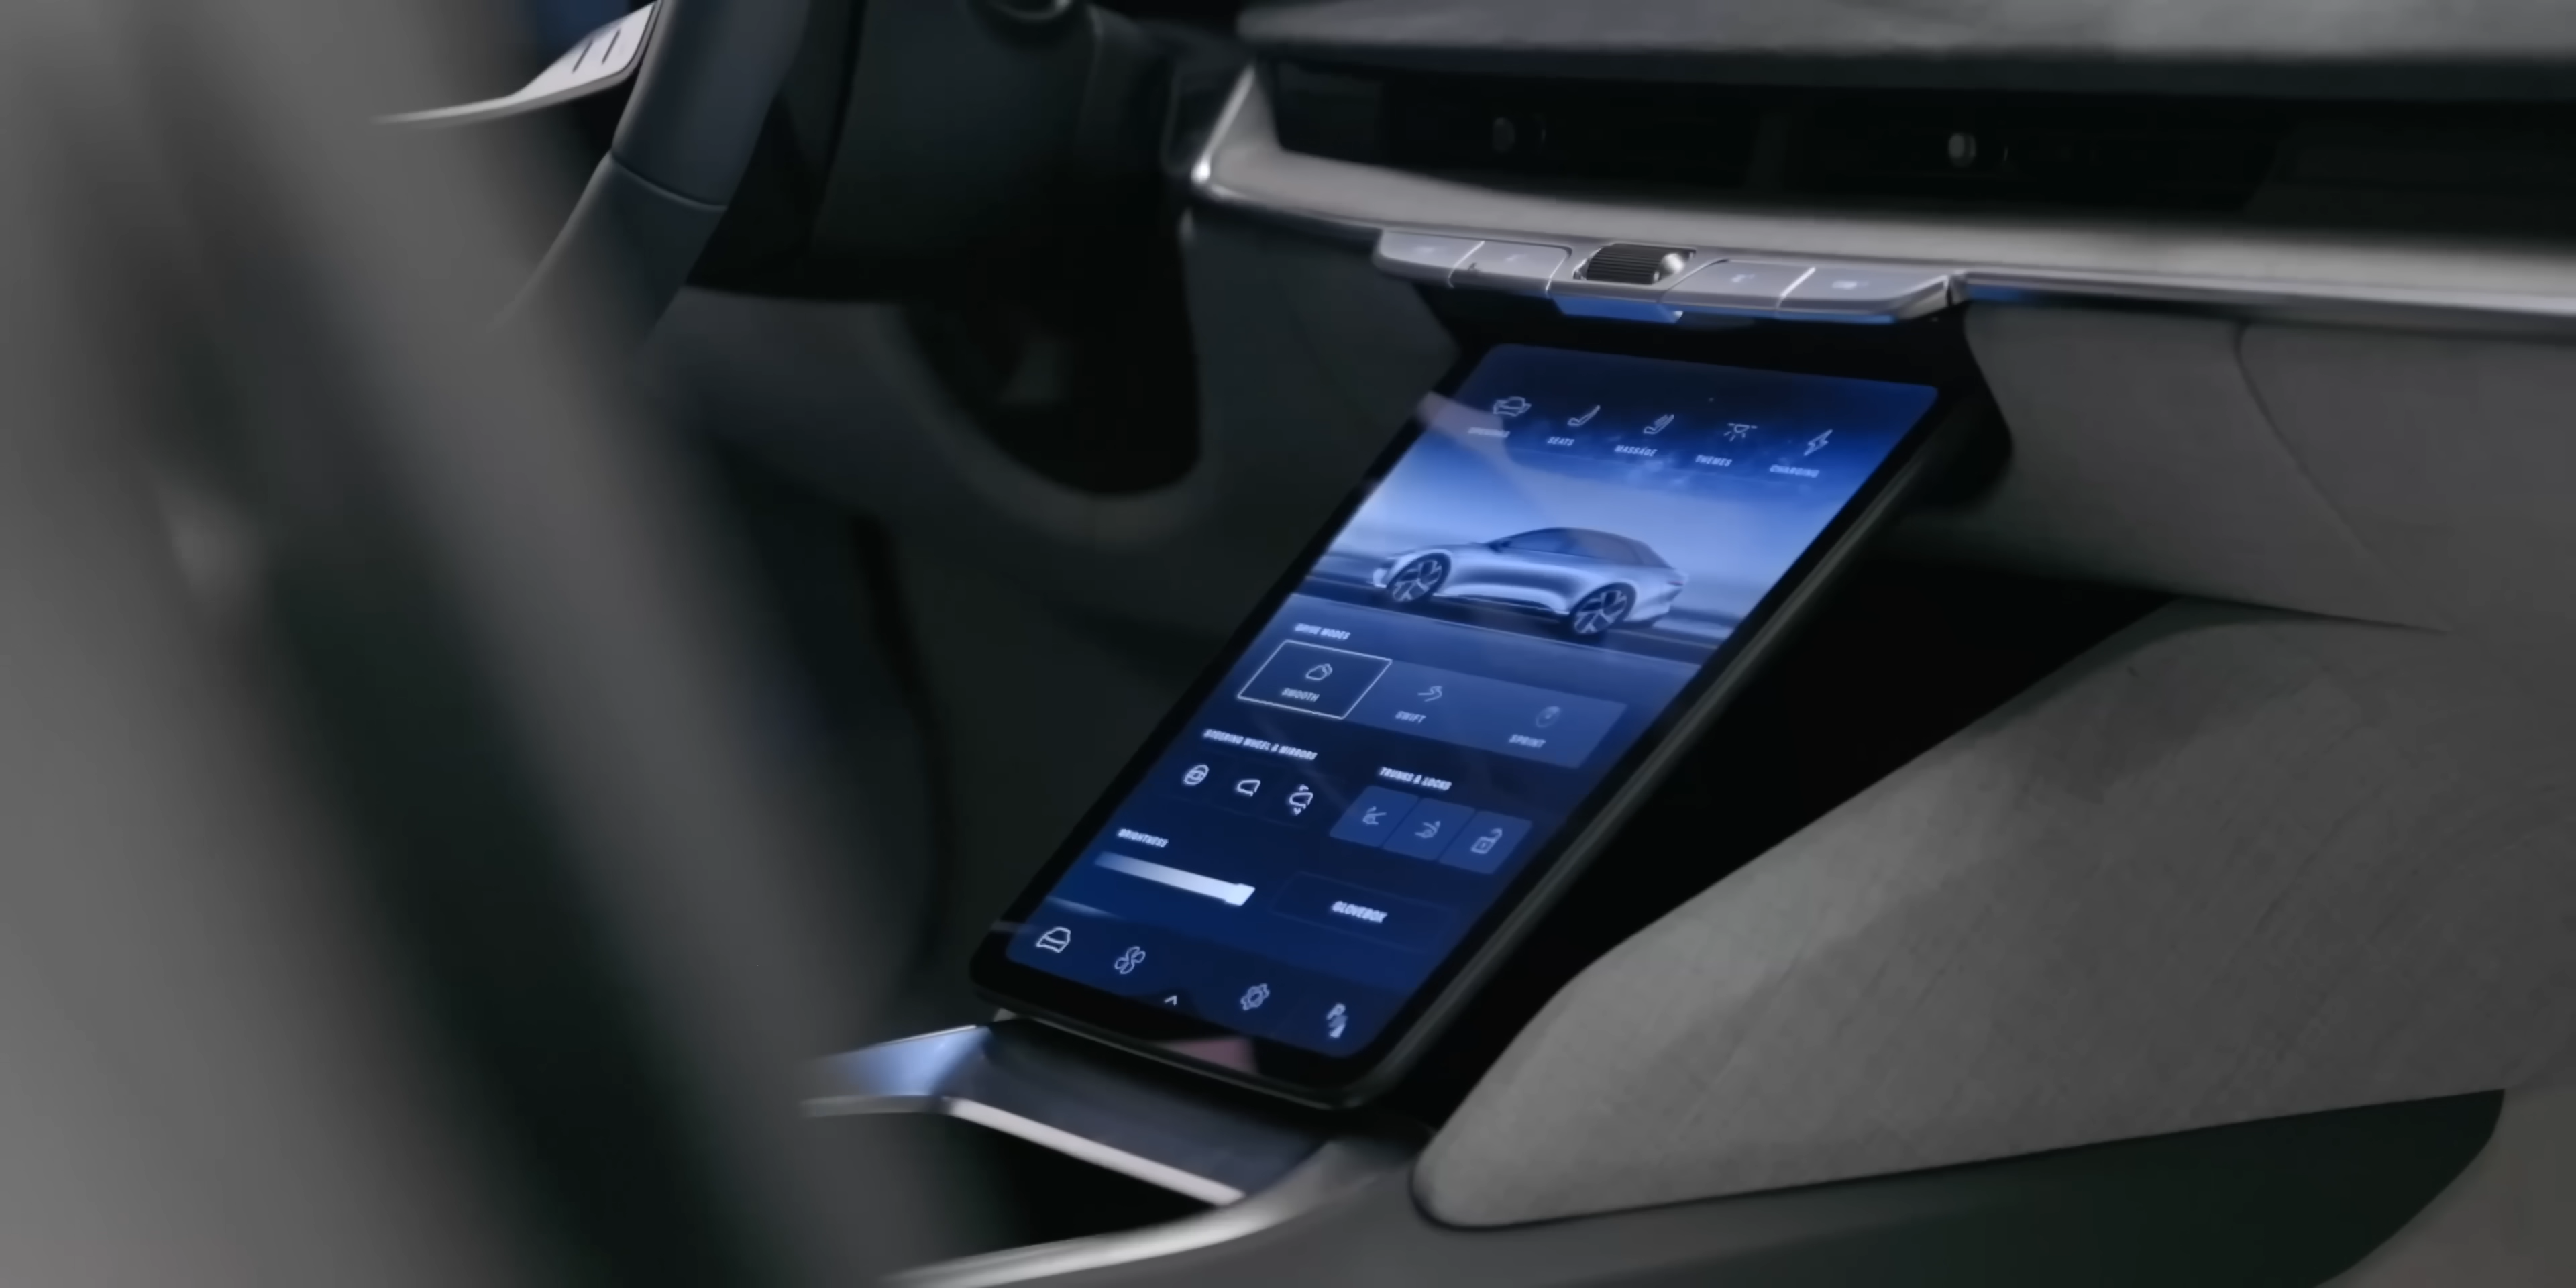 SEATS
MASSAGE
THEMES
CHARGING
DRIVE MODES
SMOOTH
SWIFT
SPRINT
STEERING WHEEL & MIRRORS
TRUNKS & LOCKS
BRIGHTNESS
GLOVEBOX
P